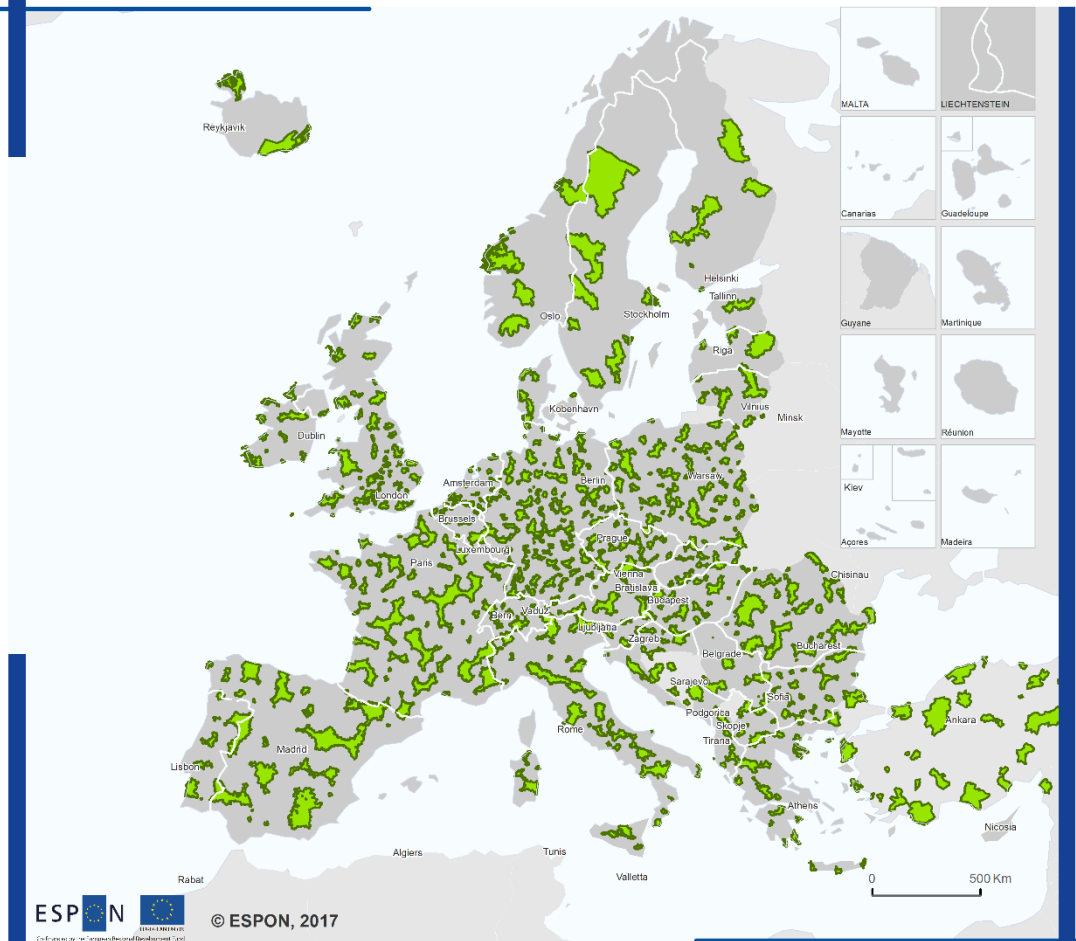 MALTA
LIECHTENSTEIN
Reykjavik
Canarias
Guadeloupe
Guyane
Martinique
Helsinki
Tallinn
Oslo
Stockholm
Riga
Mayotte
Réunion
Vilnius
Minsk
København
Dublin
Kiev
Açores
Madeira
Amsterdam
Berlin
Warsaw
London
Brussels
Prague
Luxembourg
Paris
Vienna
Bratislava
Chisinau
Budapest
Bern
Vaduz
Ljubljana
Zagreb
Bucharest
Belgrade
Sarajevo
Sofia
Podgorica
Skopje
Tirana
Ankara
Rome
Madrid
Lisbon
Athens
Nicosia
Algiers
Tunis
Valletta
Rabat
0
500 Km
ESPON
© ESPON, 2017